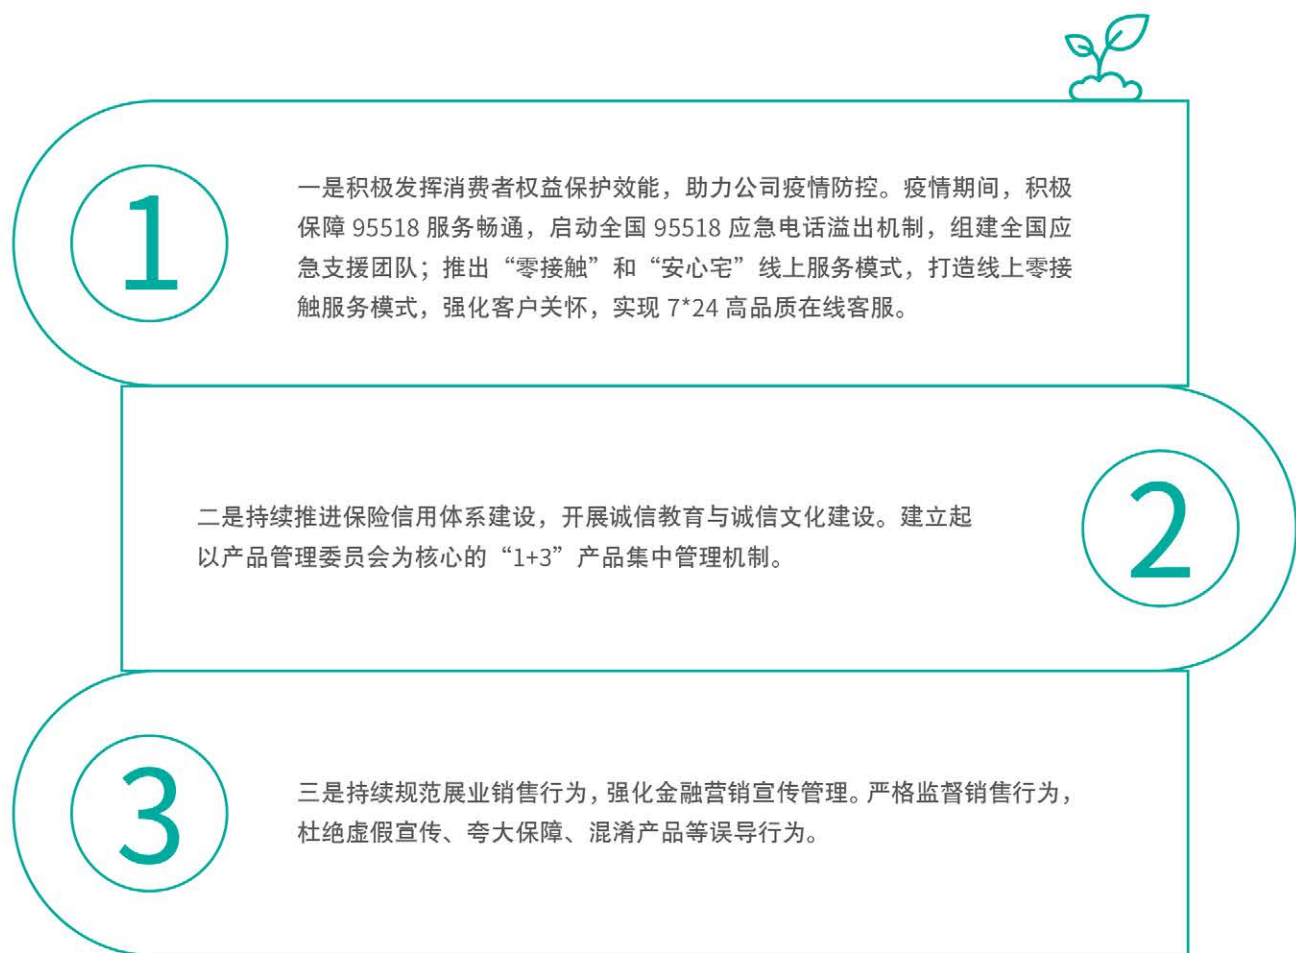 1
一是积极发挥消费者权益保护效能，助力公司疫情防控。疫情期间，积极
保障 95518 服务畅通，启动全国 95518 应急电话溢出机制，组建全国应
急支援团队；推出“零接触”和“安心宅”线上服务模式，打造线上零接
触服务模式，强化客户关怀，实现 7*24 高品质在线客服。
二是持续推进保险信用体系建设，开展诚信教育与诚信文化建设。建立起
以产品管理委员会为核心的“1+3”产品集中管理机制。
2
3
三是持续规范展业销售行为，强化金融营销宣传管理。严格监督销售行为，
杜绝虚假宣传、夸大保障、混淆产品等误导行为。